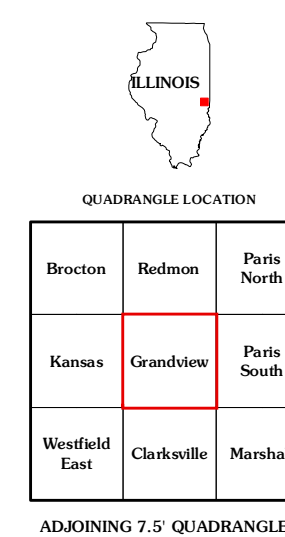 ILLINOIS
QUADRANGLE LOCATION
Brocton
Redmon
Paris
North
Kansas
Grandview
Paris
South
Westfield
East
Clarksville
Marsha
ADJOINING 7.5' QUADRANGLE